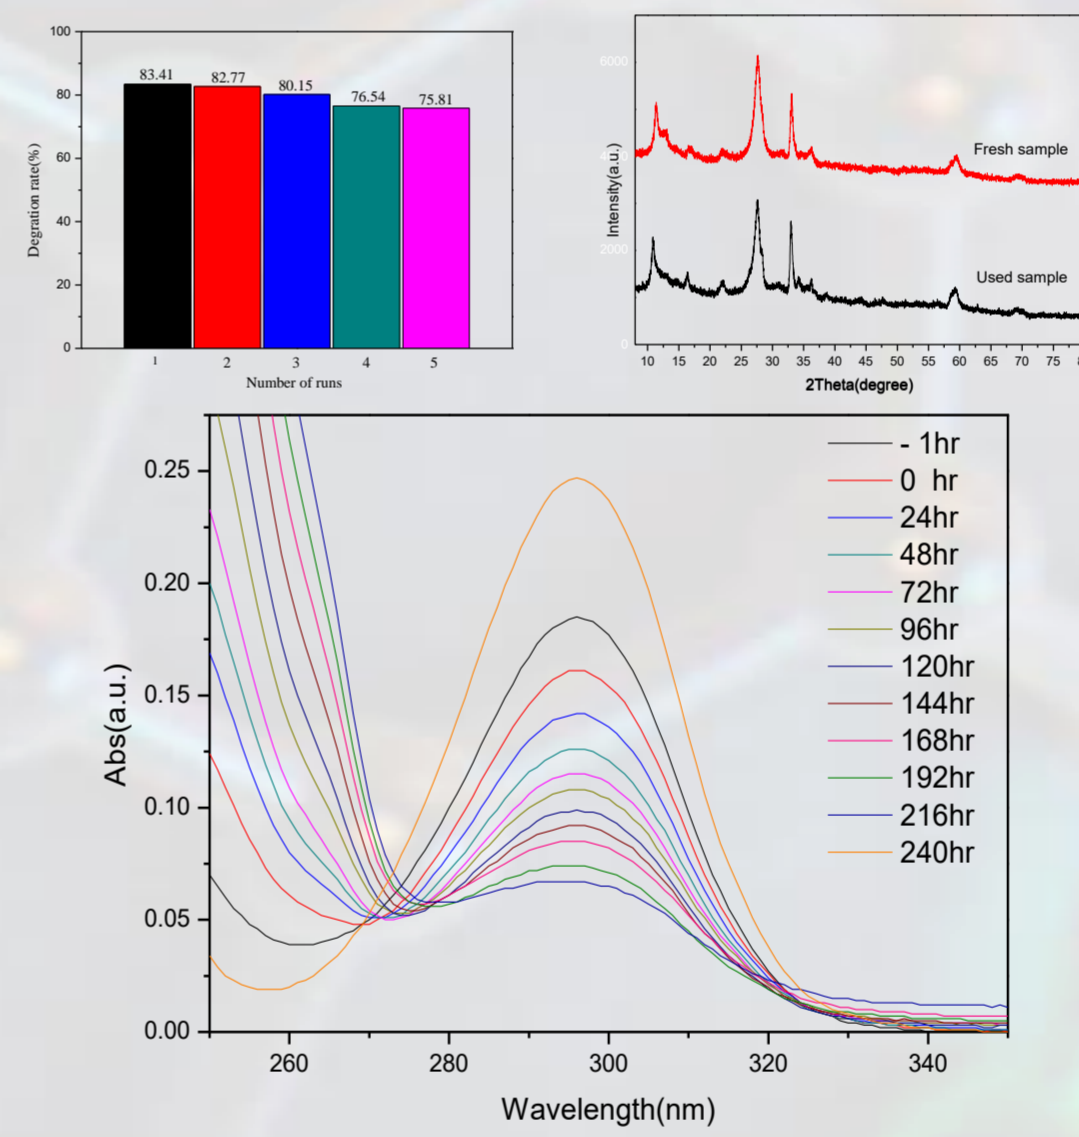 100
80
60
40
20
0
Degration rate(%)
83.41
82.77
80.15
76.54
75.81
1 2 3 4 5
Number of runs
6000
4000
2000
0
Intensity(a.u.)
Fresh sample
Used sample
10 15 20 25 30 35 40 45 50 55 60 65 70 75
2Theta(degree)
0.25
0.20
0.15
0.10
0.05
0.00
Abs(a.u.)
- 1hr
0 hr
24hr
48hr
72hr
96hr
120hr
144hr
168hr
192hr
216hr
240hr
260 280 300 320 340
Wavelength(nm)